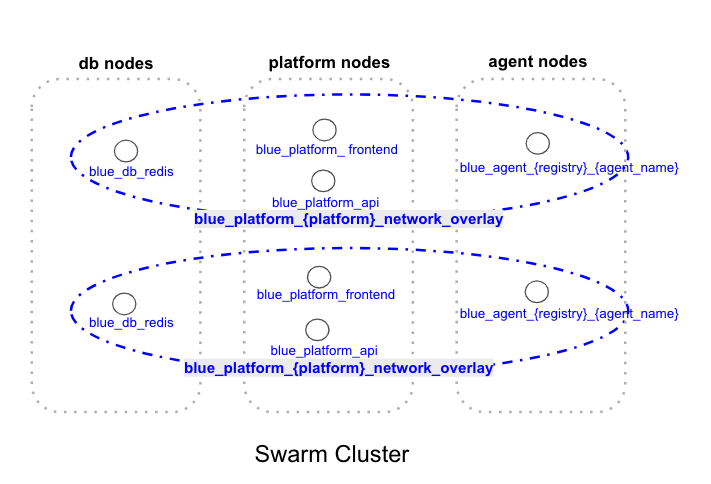 db nodes
platform nodes
agent nodes
blue_platform_ frontend
blue_db_redis
blue_agent_{registry}_{agent_name}
blue_platform_api
blue_platform_{platform}_network_overlay
blue_platform_frontend
blue_db_redis
blue_agent_{registry}_{agent_name}
blue_platform_api
blue_platform_{platform}_network_overlay
Swarm Cluster